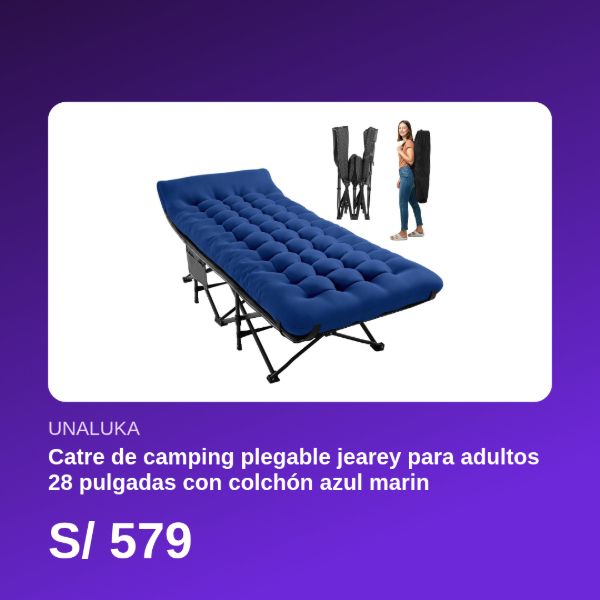 UNALUKA
Catre de camping plegable jearey para adultos
28 pulgadas con colchón azul marin
S/ 579